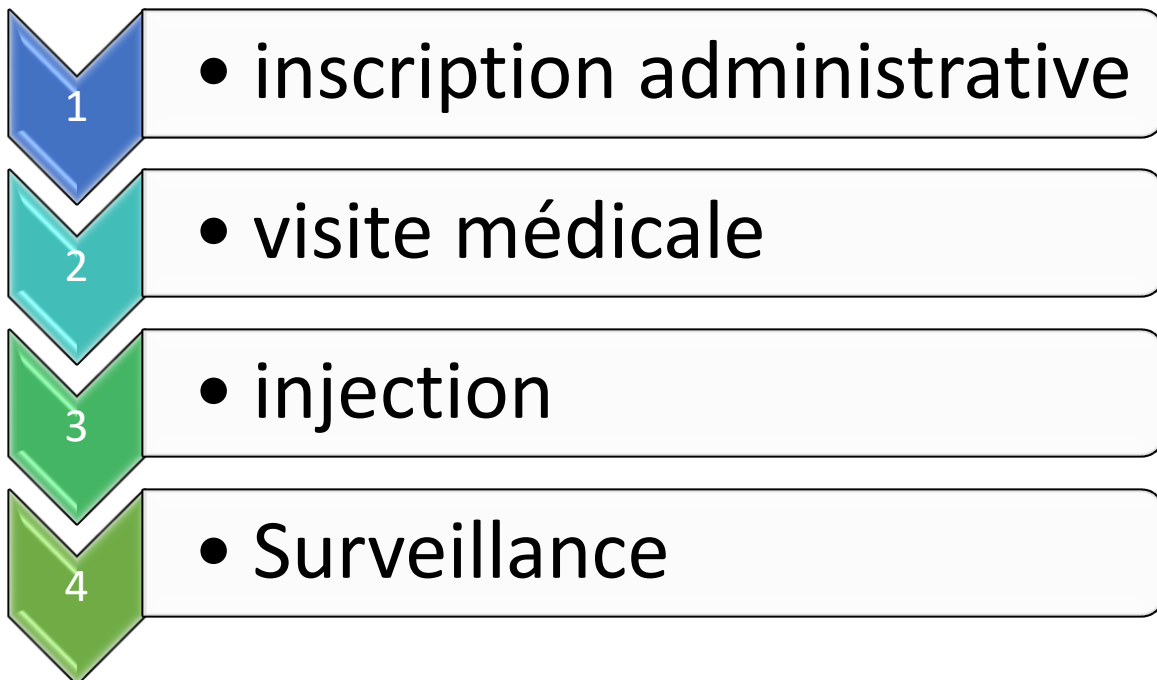 1
• inscription administrative
2
• visite médicale
3
• injection
4
• Surveillance